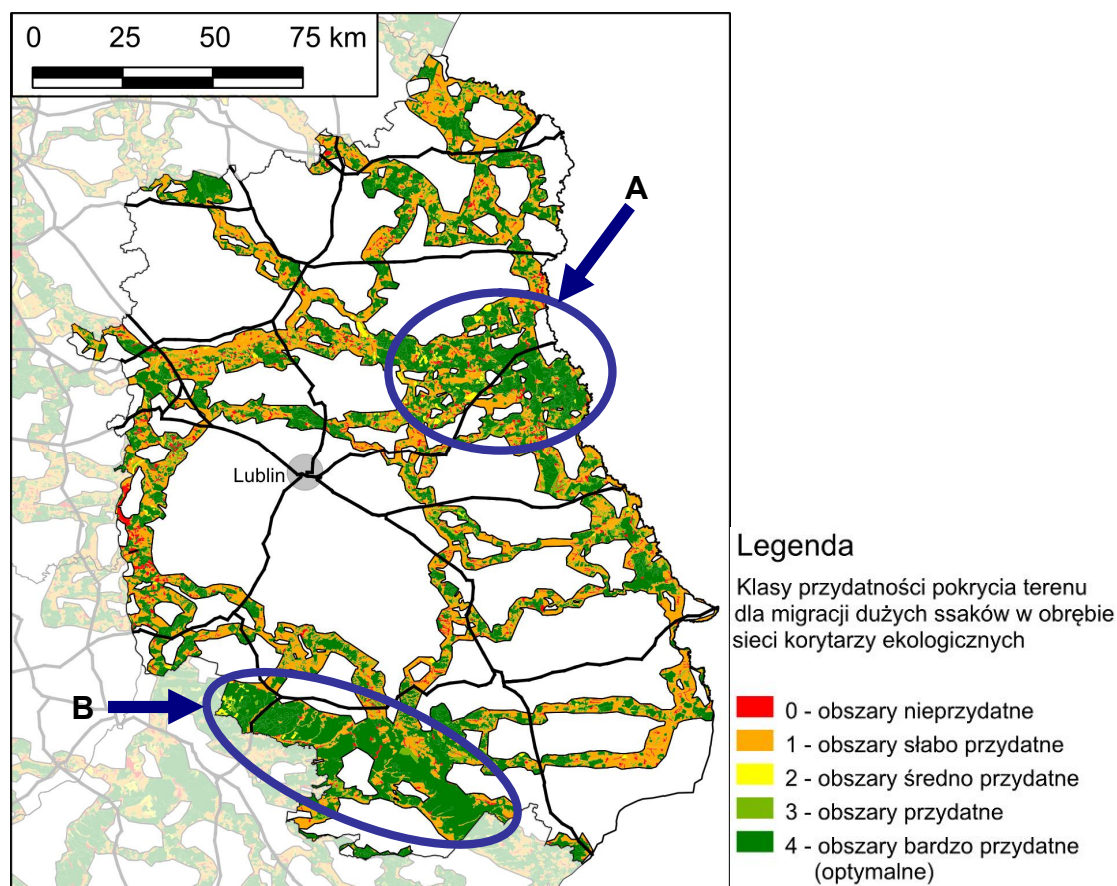 0 25 50 75 km
A
Lublin
B
Legenda
Klasy przydatności pokrycia terenu
dla migracji dużych ssaków w obrębie
sieci korytarzy ekologicznych
0 - obszary nieprzydatne
1 - obszary słabo przydatne
2 - obszary średno przydatne
3 - obszary przydatne
4 - obszary bardzo przydatne
(optymalne)